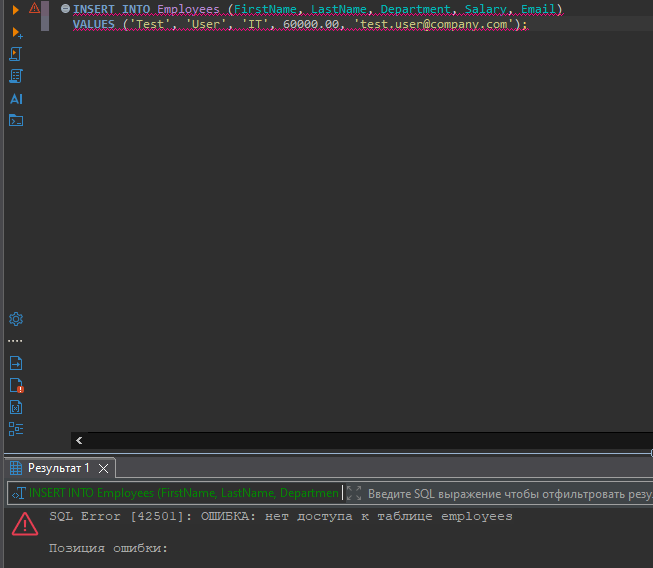 INSERT INTO Employees (FirstName, LastName, Department, Salary, Email)
VALUES ('Test', 'User', 'IT', 60000.00, 'test.user@company.com');
AI
Результат 1
INSERT INTO Employees (FirstName, LastName, Departmen
Введите SQL выражение чтобы отфильтровать резу
SQL Error [42501]: ОШИБКА: нет доступа к таблице employees
Позиция ошибки: